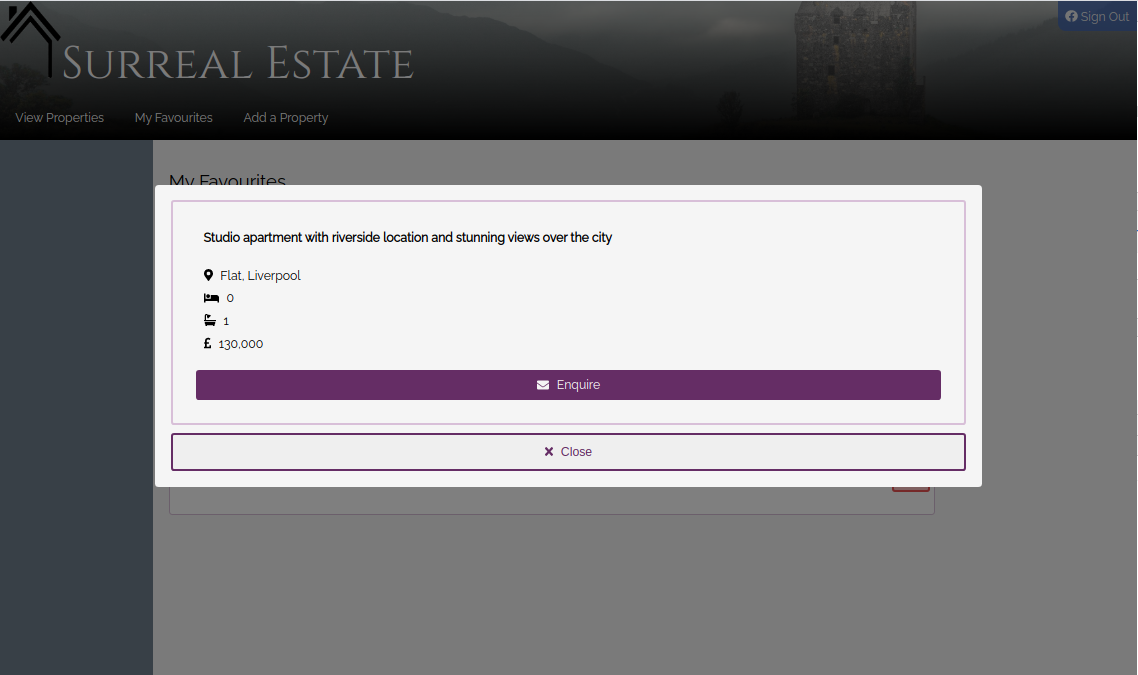 Sign Out
SURREAL ESTATE
View Properties
My Favourites
Add a Property
My Favourites
Studio apartment with riverside location and stunning views over the city
Flat, Liverpool
0
1
£ 130,000
Enquire
Close